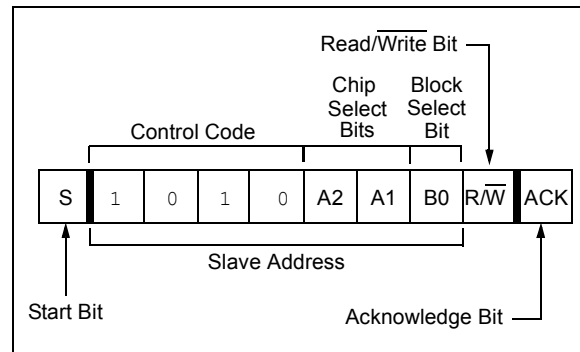 Read/Write Bit
Chip Select Bits
Block Select Bit
Control Code
S 1 0 1 0 A2 A1 B0 R/W ACK
Slave Address
Start Bit
Acknowledge Bit